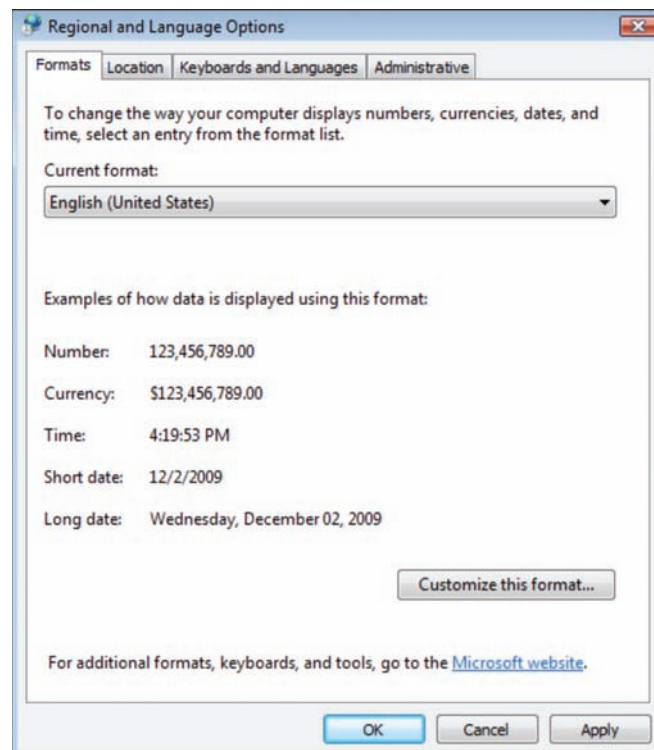 Regional and Language Options
Formats Location Keyboards and Languages Administrative
To change the way your computer displays numbers, currencies, dates, and
time, select an entry from the format list.
Current format:
English (United States)
Examples of how data is displayed using this format:
Number: 123,456,789.00
Currency: $123,456,789.00
Time: 4:19:53 PM
Short date: 12/2/2009
Long date: Wednesday, December 02, 2009
Customize this format...
For additional formats, keyboards, and tools, go to the Microsoft website.
OK Cancel Apply